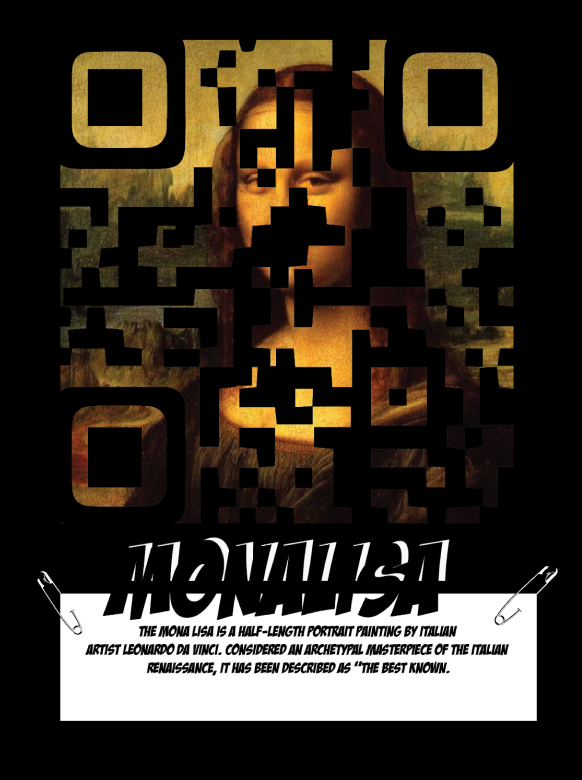 MONALISA
THE MONA LISA IS A HALF-LENGTH PORTRAIT PAINTING BY ITALIAN
ARTIST LEONARDO DA VINCI. CONSIDERED AN ARCHETYPAL MASTERPIECE OF THE ITALIAN
RENAISSANCE, IT HAS BEEN DESCRIBED AS "THE BEST KNOWN.